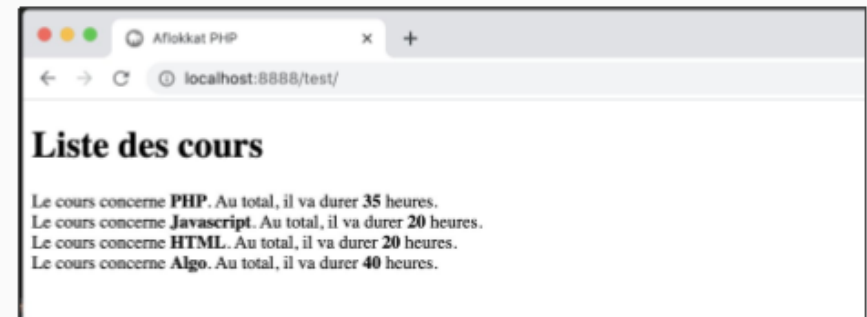 Aflokkat PHP
localhost:8888/test/
Liste des cours
Le cours concerne PHP. Au total, il va durer 35 heures.
Le cours concerne Javascript. Au total, il va durer 20 heures.
Le cours concerne HTML. Au total, il va durer 20 heures.
Le cours concerne Algo. Au total, il va durer 40 heures.